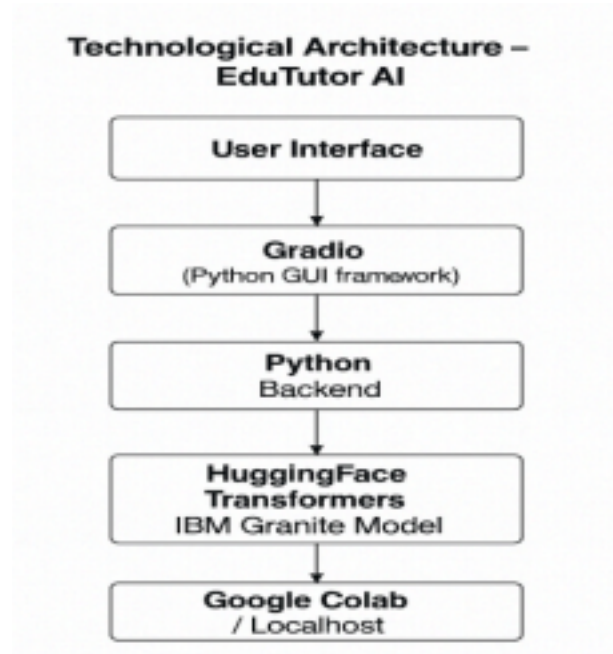 Technological Architecture –
EduTutor AI
User Interface
Gradio
(Python GUI framework)
Python
Backend
HuggingFace
Transformers
IBM Granite Model
Google Colab
/ Localhost